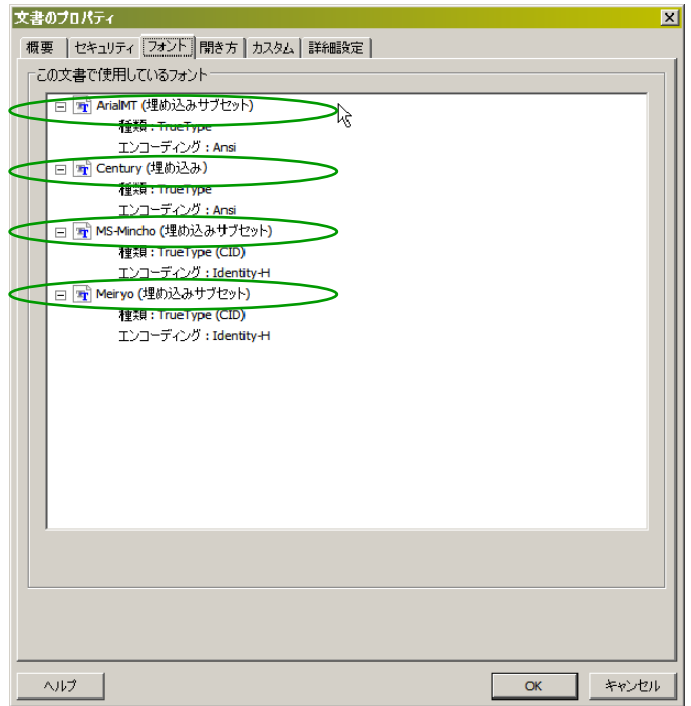 文書のプロパティ
概要 セキュリティ フォント 開き方 カスタム 詳細設定
この文書で使用しているフォント
ArialMT (埋め込みサブセット)
種類 : TrueType
エンコーディング : Ansi
Century (埋め込み)
種類 : TrueType
エンコーディング : Ansi
MS-Mincho (埋め込みサブセット)
種類 : TrueType (CID)
エンコーディング : Identity-H
Meiryo (埋め込みサブセット)
種類 : TrueType (CID)
エンコーディング : Identity-H
ヘルプ OK キャンセル